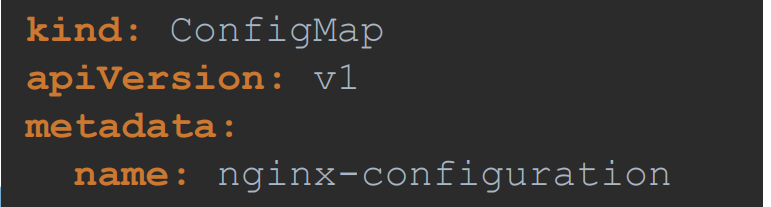 kind: ConfigMap
apiVersion: v1
metadata:
  name: nginx-configuration